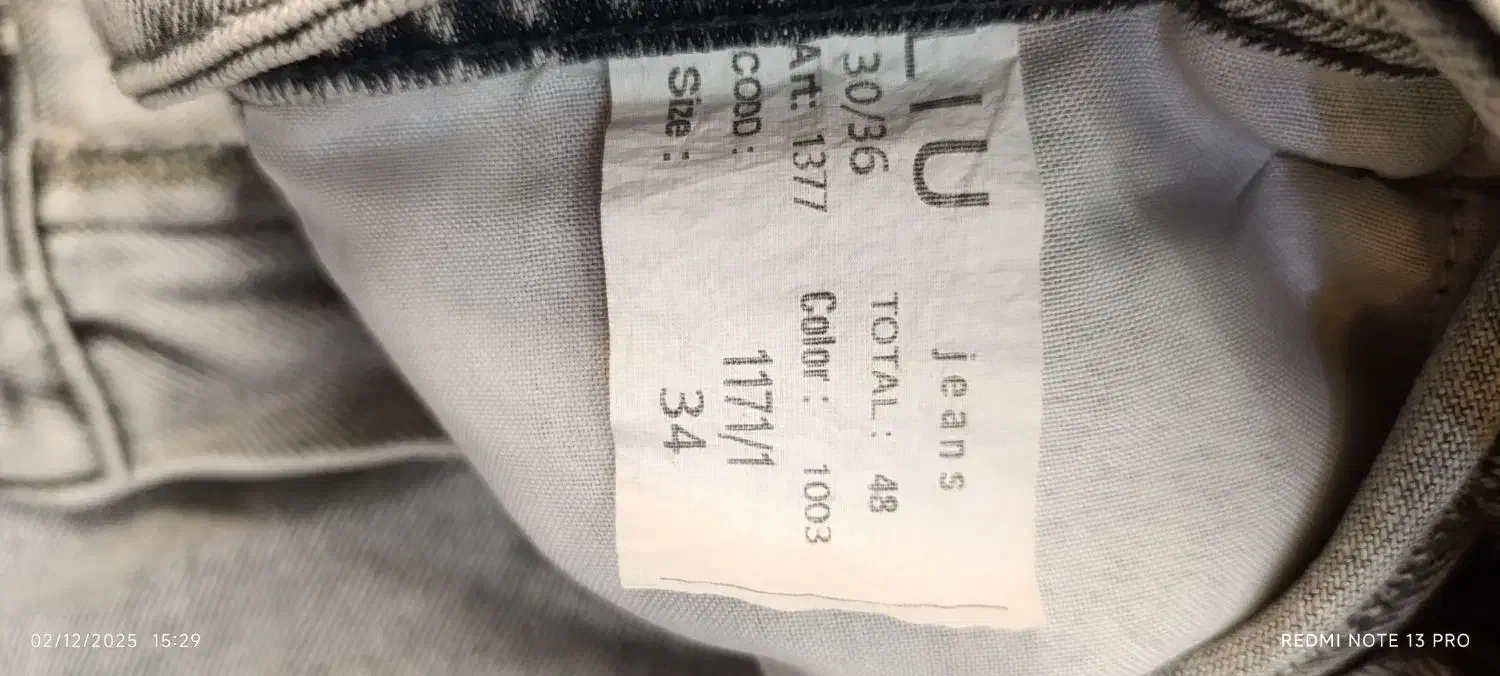 LIU
jeans
30/36 TOTAL: 48
Art: 1377 Color: 1003
COOD: 1171/1
Size: 34
02/12/2025 15:29
REDMI NOTE 13 PRO